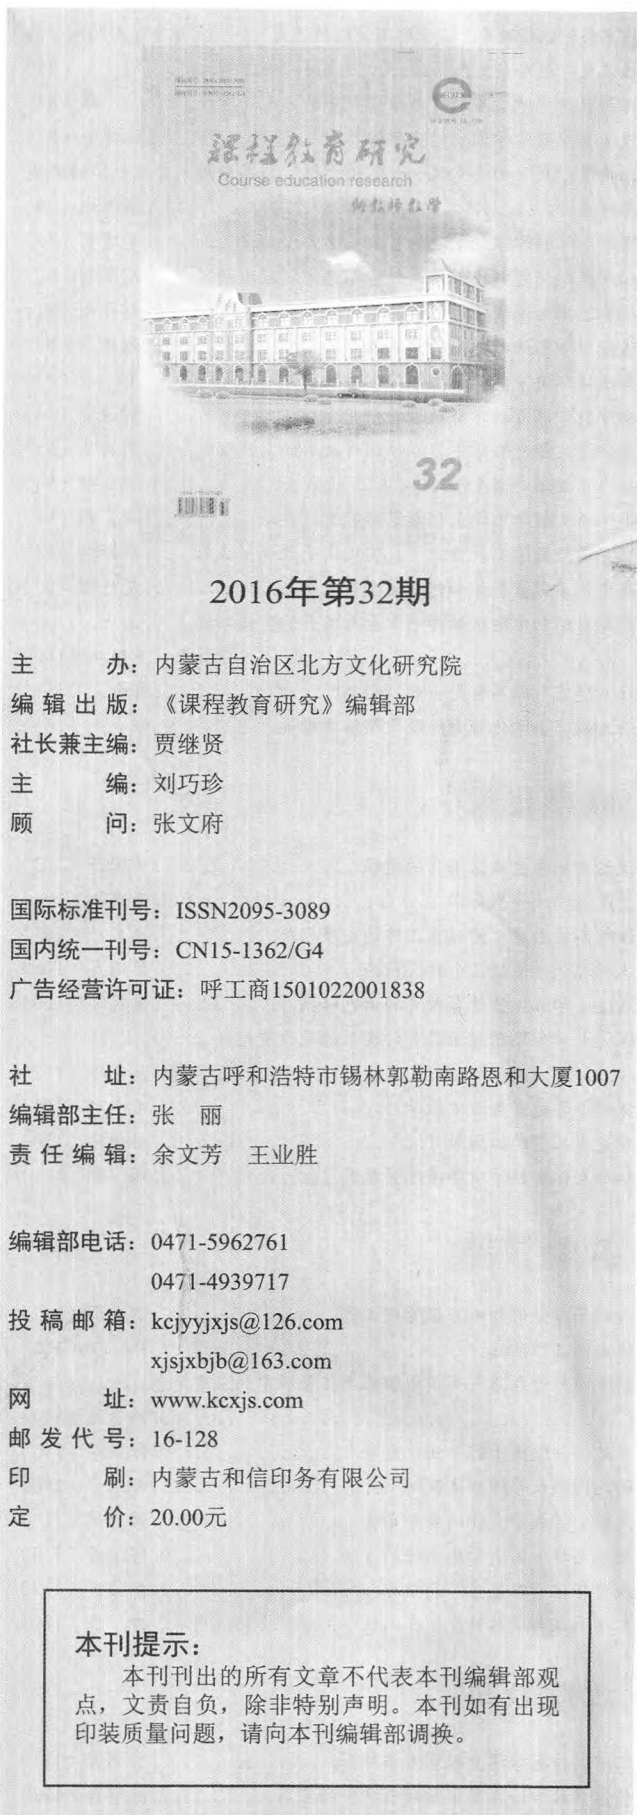 课程教育研究
Course education research
新教师教学
32
2016年第32期
主　　　办：内蒙古自治区北方文化研究院
编 辑 出 版：《课程教育研究》编辑部
社长兼主编：贾继贤
主　　　编：刘巧珍
顾　　　问：张文府
国际标准刊号：ISSN2095-3089
国内统一刊号：CN15-1362/G4
广告经营许可证：呼工商1501022001838
社　　　址：内蒙古呼和浩特市锡林郭勒南路恩和大厦1007
编辑部主任：张　丽
责 任 编 辑：余文芳　王业胜
编辑部电话：0471-5962761
0471-4939717
投 稿 邮 箱：kcjyyjxjs@126.com
xjsjxbjb@163.com
网　　　址：www.kcxjs.com
邮 发 代 号：16-128
印　　　刷：内蒙古和信印务有限公司
定　　　价：20.00元
本刊提示：
本刊刊出的所有文章不代表本刊编辑部观
点，文责自负，除非特别声明。本刊如有出现
印装质量问题，请向本刊编辑部调换。